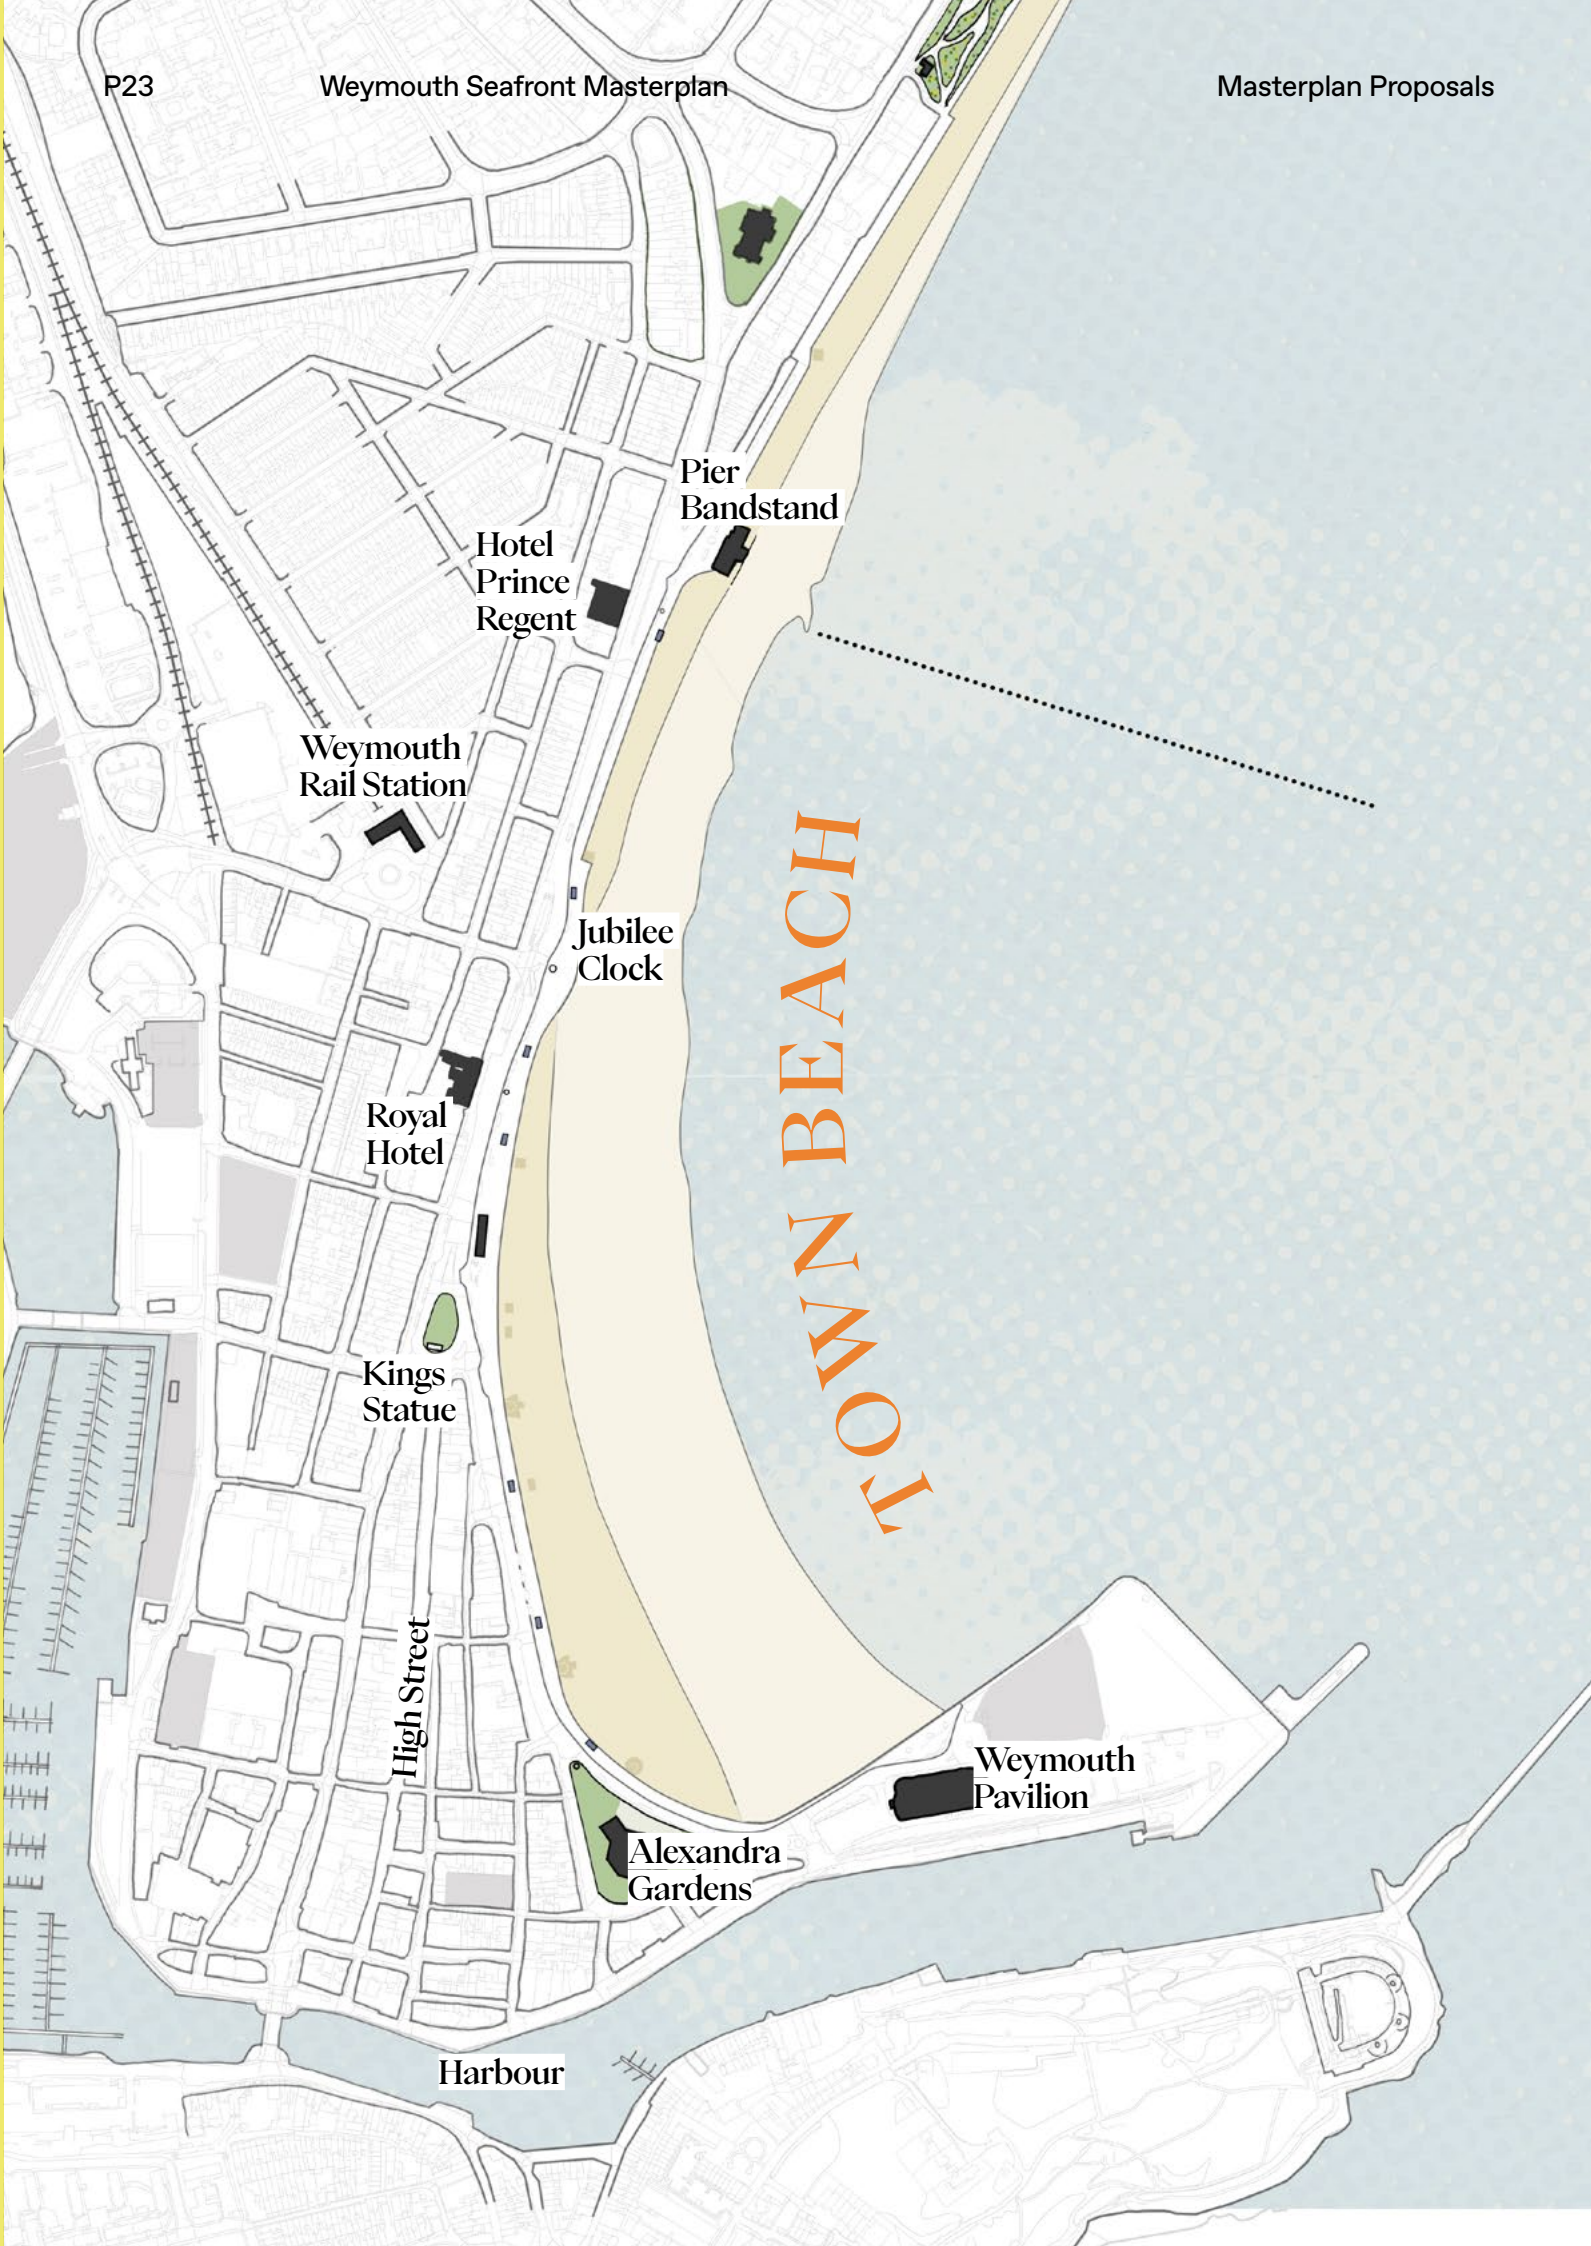 P23
Weymouth Seafront Masterplan
Masterplan Proposals
Pier
Bandstand
Hotel
Prince
Regent
Weymouth
Rail Station
Jubilee
Clock
TOWN BEACH
Royal
Hotel
Kings
Statue
High Street
Weymouth
Pavilion
Alexandra
Gardens
Harbour